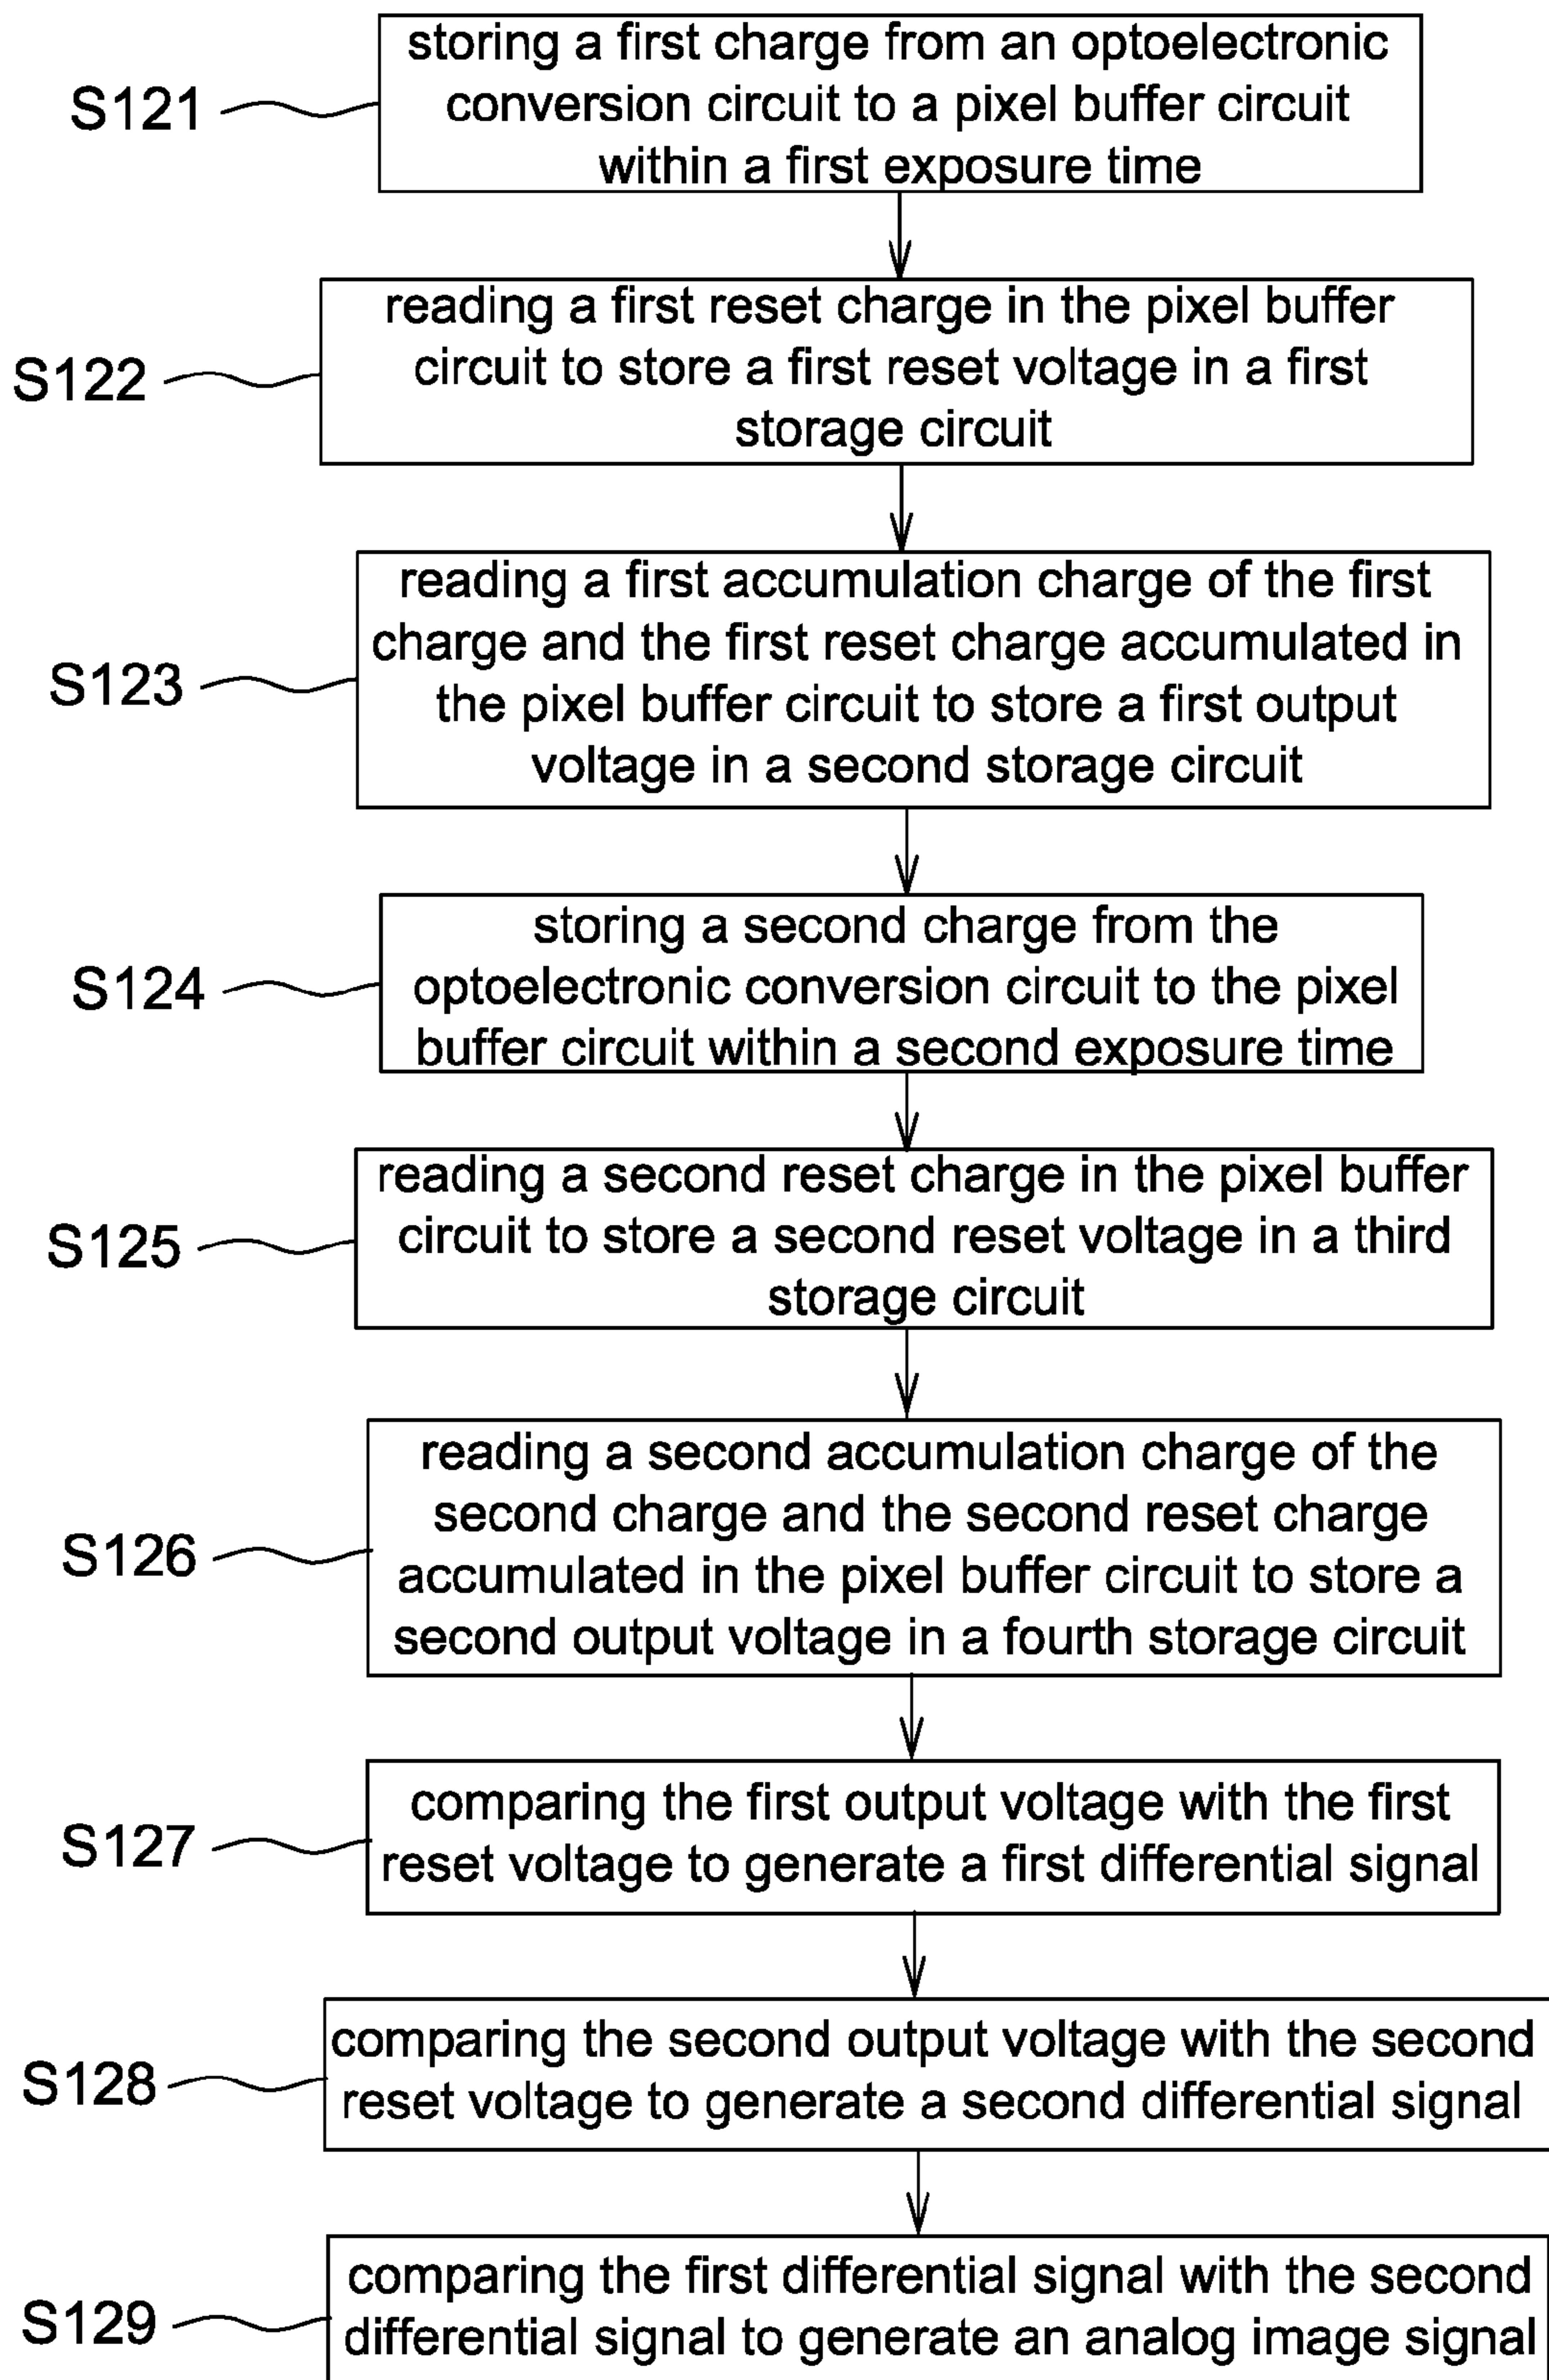 S121
storing a first charge from an optoelectronic
conversion circuit to a pixel buffer circuit
within a first exposure time
S122
reading a first reset charge in the pixel buffer
circuit to store a first reset voltage in a first
storage circuit
S123
reading a first accumulation charge of the first
charge and the first reset charge accumulated in
the pixel buffer circuit to store a first output
voltage in a second storage circuit
S124
storing a second charge from the
optoelectronic conversion circuit to the pixel
buffer circuit within a second exposure time
S125
reading a second reset charge in the pixel buffer
circuit to store a second reset voltage in a third
storage circuit
S126
reading a second accumulation charge of the
second charge and the second reset charge
accumulated in the pixel buffer circuit to store a
second output voltage in a fourth storage circuit
S127
comparing the first output voltage with the first
reset voltage to generate a first differential signal
S128
comparing the second output voltage with the second
reset voltage to generate a second differential signal
S129
comparing the first differential signal with the second
differential signal to generate an analog image signal